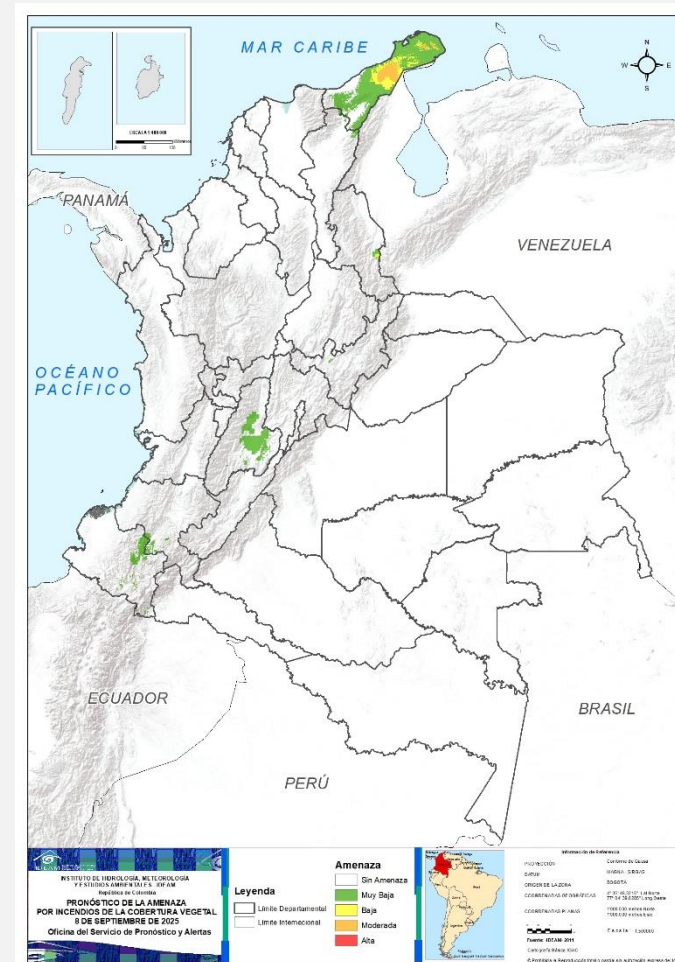 MAR CARIBE
N
W
E
S
PANAMÁ
VENEZUELA
OCÉANO
PACÍFICO
ECUADOR
BRASIL
PERÚ
INSTITUTO DE HIDROLOGÍA, METEOROLOGÍA
Y ESTUDIOS AMBIENTALES - IDEAM
República de Colombia
PRONÓSTICO DE LA AMENAZA
POR INCENDIOS DE LA COBERTURA VEGETAL
8 DE SEPTIEMBRE DE 2025
Oficina del Servicio de Pronóstico y Alertas
Leyenda
Límite Departamental
Límite Internacional
Amenaza
Sin Amenaza
Muy Baja
Baja
Moderada
Alta
Información de Referencia
PROYECCIÓN
DATUM
ORIGEN DE LA ZONA
BOGOTÁ
COORDENADAS GEOGRÁFICAS
COORDENADAS PLANAS
Fuente: IDEAM